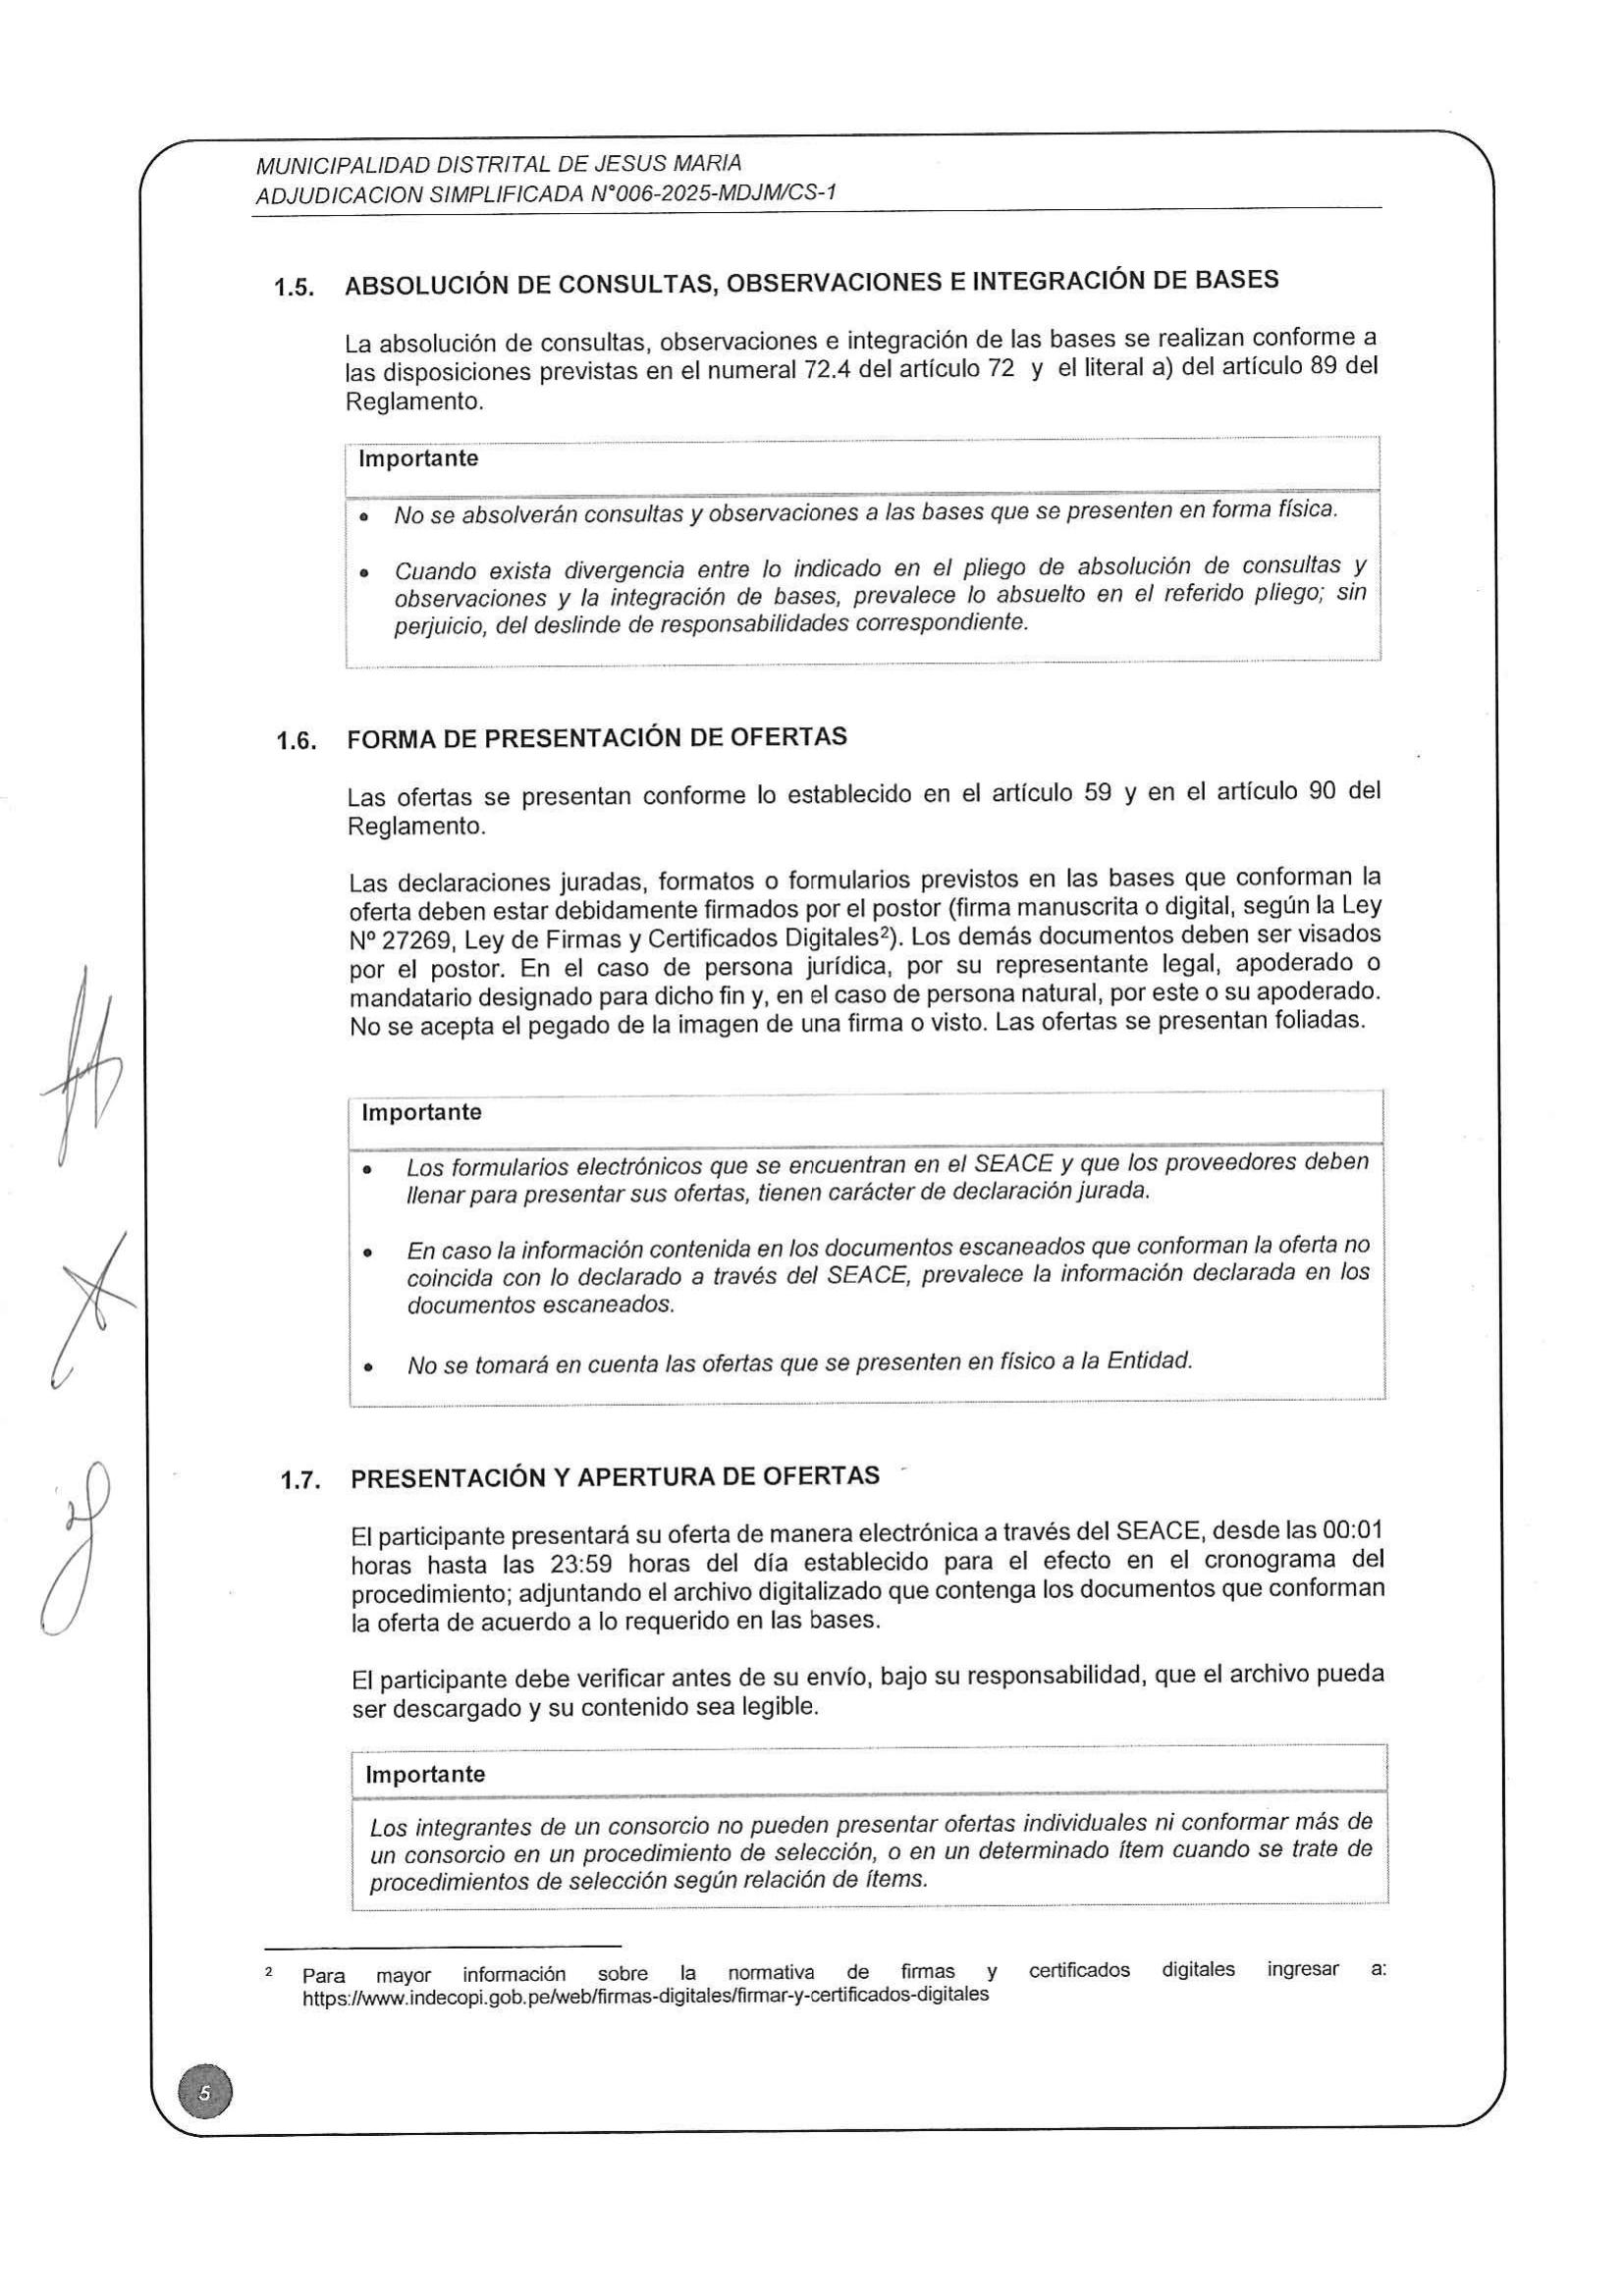 MUNICIPALIDAD DISTRITAL DE JESUS MARIA
ADJUDICACION SIMPLIFICADA N°006-2025-MDJM/CS-1
1.5. ABSOLUCIÓN DE CONSULTAS, OBSERVACIONES E INTEGRACIÓN DE BASES
La absolución de consultas, observaciones e integración de las bases se realizan conforme a
las disposiciones previstas en el numeral 72.4 del artículo 72 y el literal a) del artículo 89 del
Reglamento.
Importante
• No se absolverán consultas y observaciones a las bases que se presenten en forma física.
• Cuando exista divergencia entre lo indicado en el pliego de absolución de consultas y
observaciones y la integración de bases, prevalece lo absuelto en el referido pliego; sin
perjuicio, del deslinde de responsabilidades correspondiente.
1.6. FORMA DE PRESENTACIÓN DE OFERTAS
Las ofertas se presentan conforme lo establecido en el artículo 59 y en el artículo 90 del
Reglamento.
Las declaraciones juradas, formatos o formularios previstos en las bases que conforman la
oferta deben estar debidamente firmados por el postor (firma manuscrita o digital, según la Ley
Nº 27269, Ley de Firmas y Certificados Digitales²). Los demás documentos deben ser visados
por el postor. En el caso de persona jurídica, por su representante legal, apoderado o
mandatario designado para dicho fin y, en el caso de persona natural, por este o su apoderado.
No se acepta el pegado de la imagen de una firma o visto. Las ofertas se presentan foliadas.
Importante
• Los formularios electrónicos que se encuentran en el SEACE y que los proveedores deben
llenar para presentar sus ofertas, tienen carácter de declaración jurada.
• En caso la información contenida en los documentos escaneados que conforman la oferta no
coincida con lo declarado a través del SEACE, prevalece la información declarada en los
documentos escaneados.
• No se tomará en cuenta las ofertas que se presenten en físico a la Entidad.
1.7. PRESENTACIÓN Y APERTURA DE OFERTAS
El participante presentará su oferta de manera electrónica a través del SEACE, desde las 00:01
horas hasta las 23:59 horas del día establecido para el efecto en el cronograma del
procedimiento; adjuntando el archivo digitalizado que contenga los documentos que conforman
la oferta de acuerdo a lo requerido en las bases.
El participante debe verificar antes de su envío, bajo su responsabilidad, que el archivo pueda
ser descargado y su contenido sea legible.
Importante
Los integrantes de un consorcio no pueden presentar ofertas individuales ni conformar más de
un consorcio en un procedimiento de selección, o en un determinado ítem cuando se trate de
procedimientos de selección según relación de ítems.
² Para mayor información sobre la normativa de firmas y certificados digitales ingresar a:
https://www.indecopi.gob.pe/web/firmas-digitales/firmar-y-certificados-digitales
5